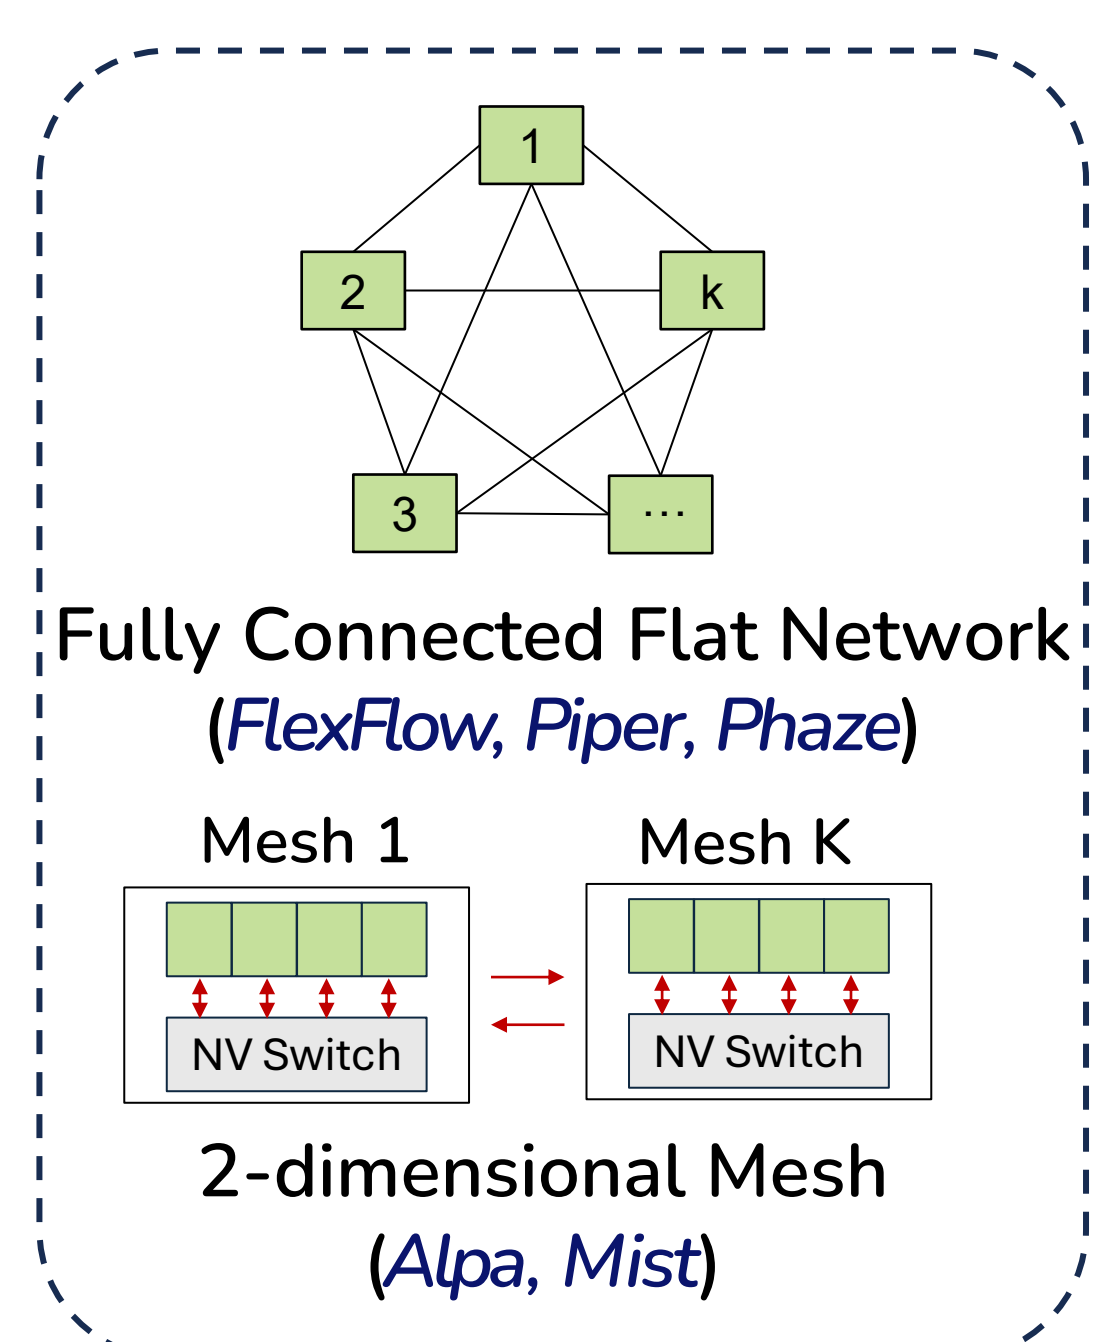 1
2
k
3
...
Fully Connected Flat Network
(FlexFlow, Piper, Phaze)
Mesh 1
Mesh K
NV Switch
NV Switch
2-dimensional Mesh
(Alpa, Mist)